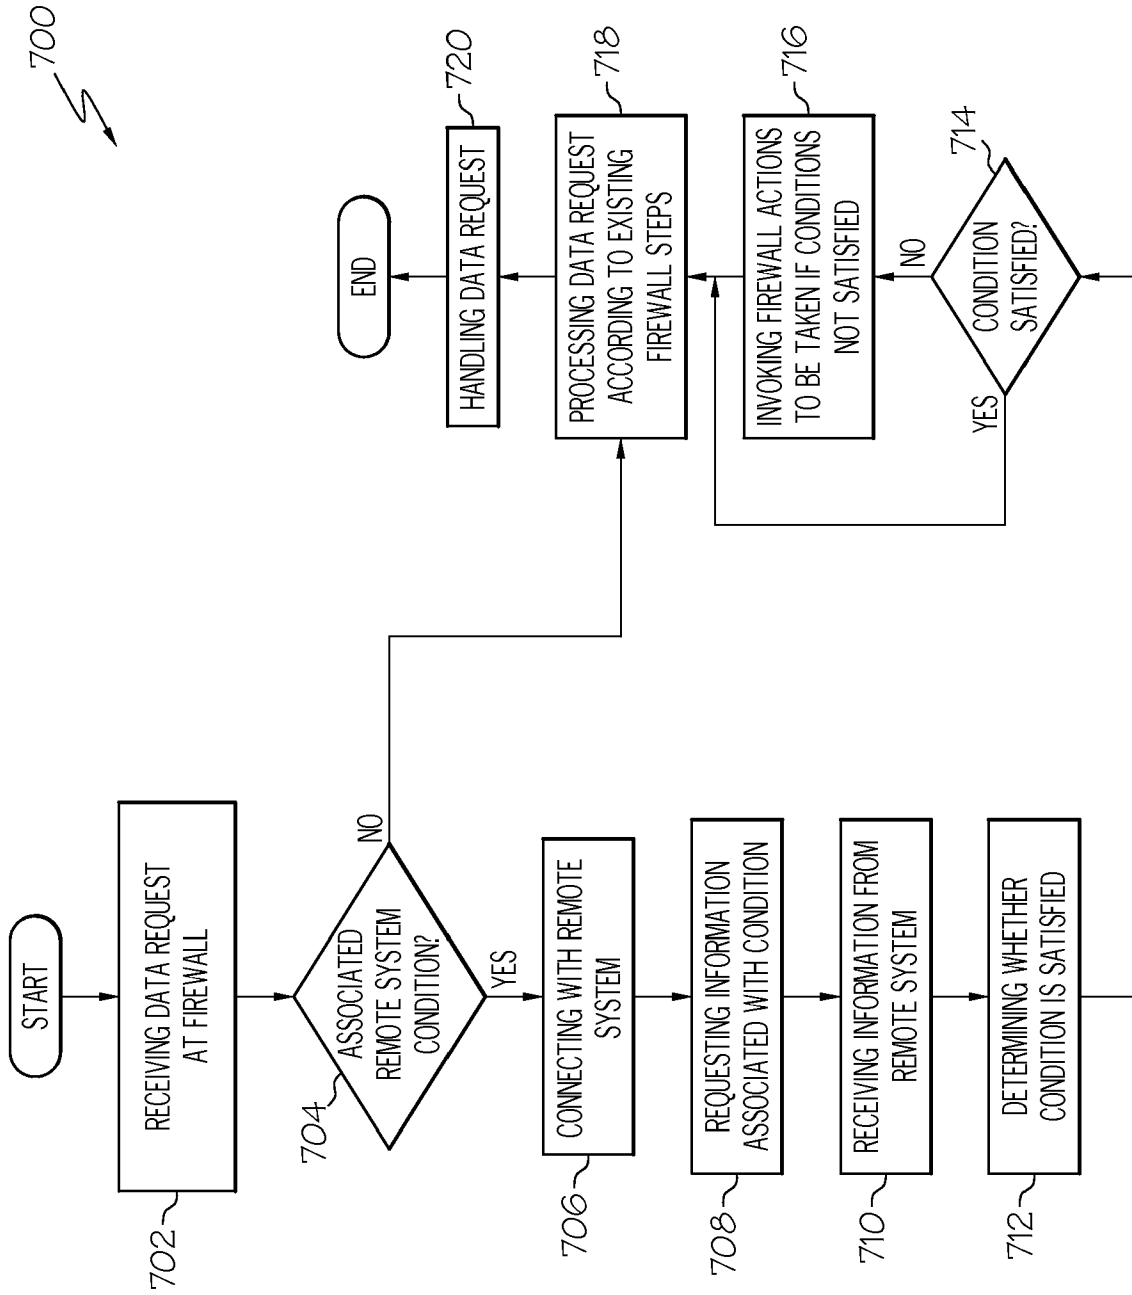 700
START
RECEIVING DATA REQUEST
AT FIREWALL
702
ASSOCIATED
REMOTE SYSTEM
CONDITION?
704
NO
YES
CONNECTING WITH REMOTE
SYSTEM
706
REQUESTING INFORMATION
ASSOCIATED WITH CONDITION
708
RECEIVING INFORMATION FROM
REMOTE SYSTEM
710
DETERMINING WHETHER
CONDITION IS SATISFIED
712
CONDITION
SATISFIED?
714
YES
NO
INVOKING FIREWALL ACTIONS
TO BE TAKEN IF CONDITIONS
NOT SATISFIED
716
PROCESSING DATA REQUEST
ACCORDING TO EXISTING
FIREWALL STEPS
718
HANDLING DATA REQUEST
720
END